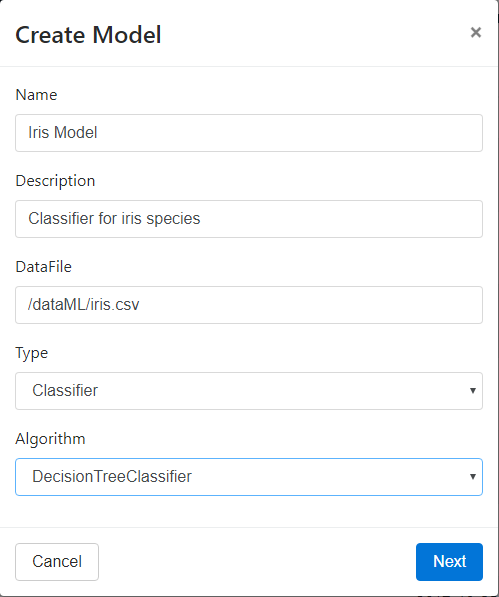 Create Model
×
Name
Iris Model
Description
Classifier for iris species
DataFile
/dataML/iris.csv
Type
Classifier
Algorithm
DecisionTreeClassifier
Cancel
Next